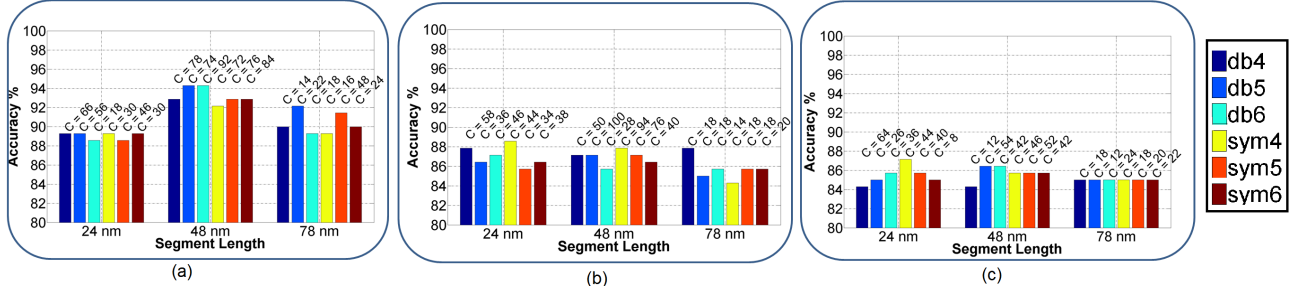 100
98
96
94
92
90
88
86
84
82
80
Accuracy %
C = 66
C = 56
C = 18
C = 30
C = 46
C = 30
C = 78
C = 74
C = 92
C = 72
C = 76
C = 84
C = 14
C = 22
C = 18
C = 16
C = 48
C = 24
24 nm
48 nm
78 nm
Segment Length
(a)
100
98
96
94
92
90
88
86
84
82
80
Accuracy %
C = 58
C = 36
C = 46
C = 44
C = 34
C = 38
C = 50
C = 100
C = 28
C = 94
C = 76
C = 40
C = 18
C = 18
C = 14
C = 18
C = 18
C = 20
24 nm
48 nm
78 nm
Segment Length
(b)
100
98
96
94
92
90
88
86
84
82
80
Accuracy %
C = 64
C = 26
C = 36
C = 44
C = 40
C = 8
C = 12
C = 54
C = 42
C = 46
C = 52
C = 42
C = 18
C = 12
C = 24
C = 18
C = 20
C = 22
24 nm
48 nm
78 nm
Segment Length
(c)
db4
db5
db6
sym4
sym5
sym6